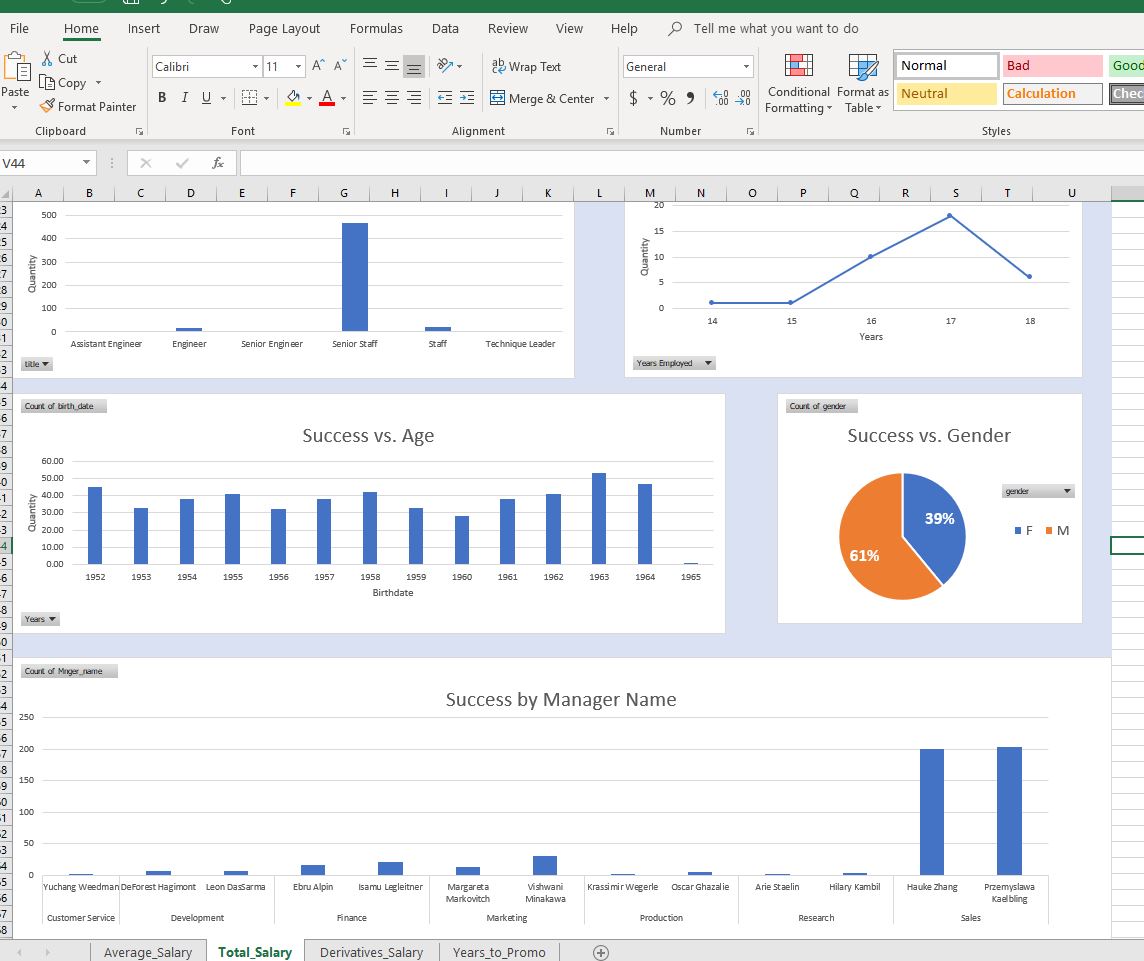 File Home Insert Draw Page Layout Formulas Data Review View Help Tell me what you want to do
Cut
Copy
Paste
Format Painter
Clipboard
Calibri 11 A A
B I U A
Font
Wrap Text
Merge & Center
Alignment
General
$ % 9
Number
Conditional Formatting
Format as Table
Normal Bad Good
Neutral Calculation Chec
Styles
V44 fx
A B C D E F G H I J K L M N O P Q R S T U
500
400
300
200
100
0
Quantity
Assistant Engineer Engineer Senior Engineer Senior Staff Staff Technique Leader
title
20
15
10
5
0
Quantity
14 15 16 17 18
Years
Years Employed
Count of birth_date
Success vs. Age
60.00
50.00
40.00
30.00
20.00
10.00
0.00
Quantity
1952 1953 1954 1955 1956 1957 1958 1959 1960 1961 1962 1963 1964 1965
Birthdate
Years
Count of gender
Success vs. Gender
39%
61%
gender
F M
Count of Mnger_name
Success by Manager Name
250
200
150
100
50
0
Yuchang Weedman DeForest Hagimont Leon DasSarma Ebru Alpin Isamu Legleitner Margareta Markovitch Vishwani Minakawa Krassimir Wegerle Oscar Ghazalie Arie Staelin Hilary Kambil Hauke Zhang Przemyslawa Kaelbling
Customer Service Development Finance Marketing Production Research Sales
Average_Salary Total_Salary Derivatives_Salary Years_to_Promo